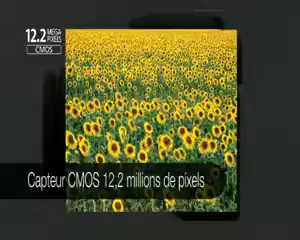 12.2 MEGA
PIXELS
CMOS
Capteur CMOS 12,2 millions de pixels